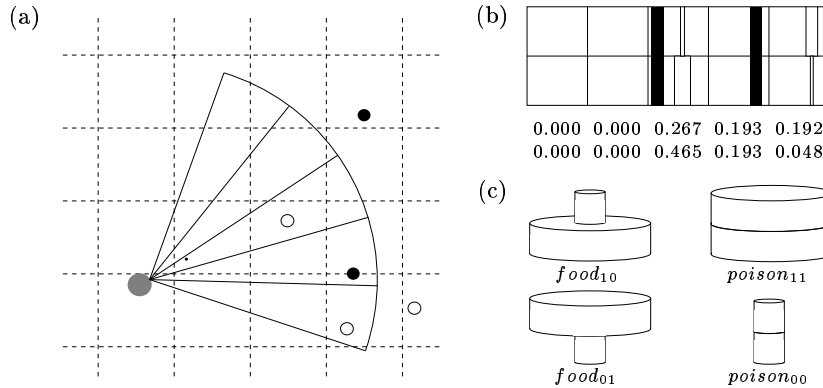 (a)
(b)
0.000 0.000 0.267 0.193 0.192
0.000 0.000 0.465 0.193 0.048
(c)
food₁₀ poison₁₁
food₀₁ poison₀₀